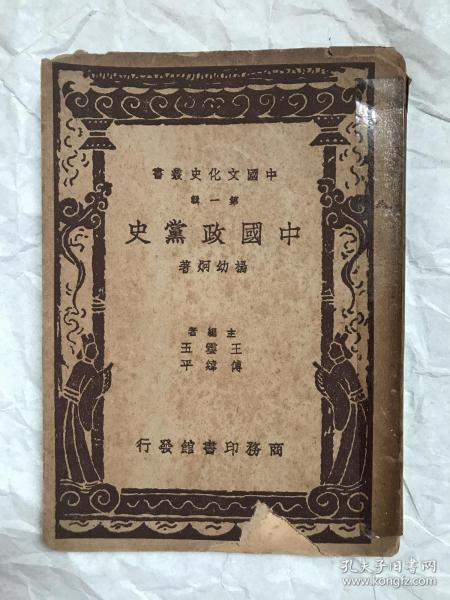 中國文化史叢書
第一輯
中國政黨史
楊幼炯著
主編者
王雲五
傅緯平
商務印書館發行
孔夫子旧书网
www.kongfz.com